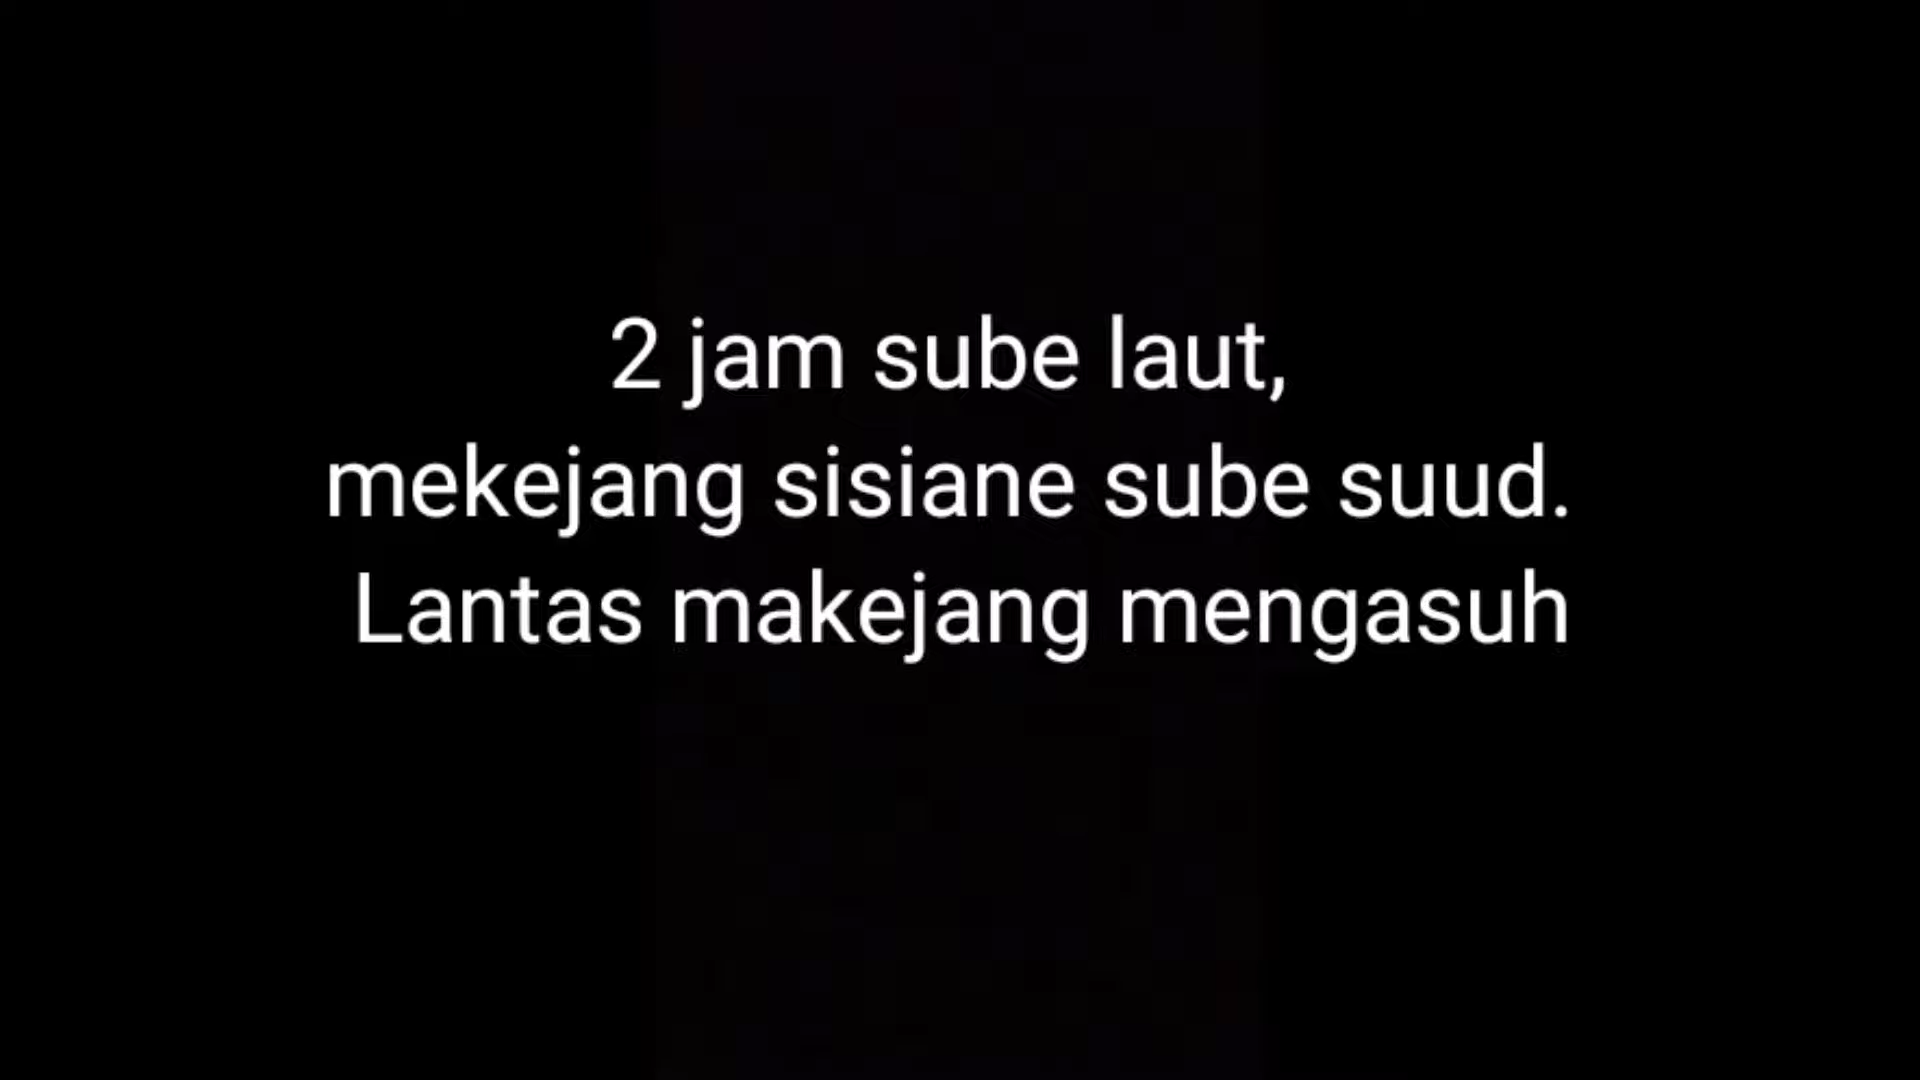 2 jam sube laut,
mekejang sisiane sube suud.
Lantas makejang mengasuh